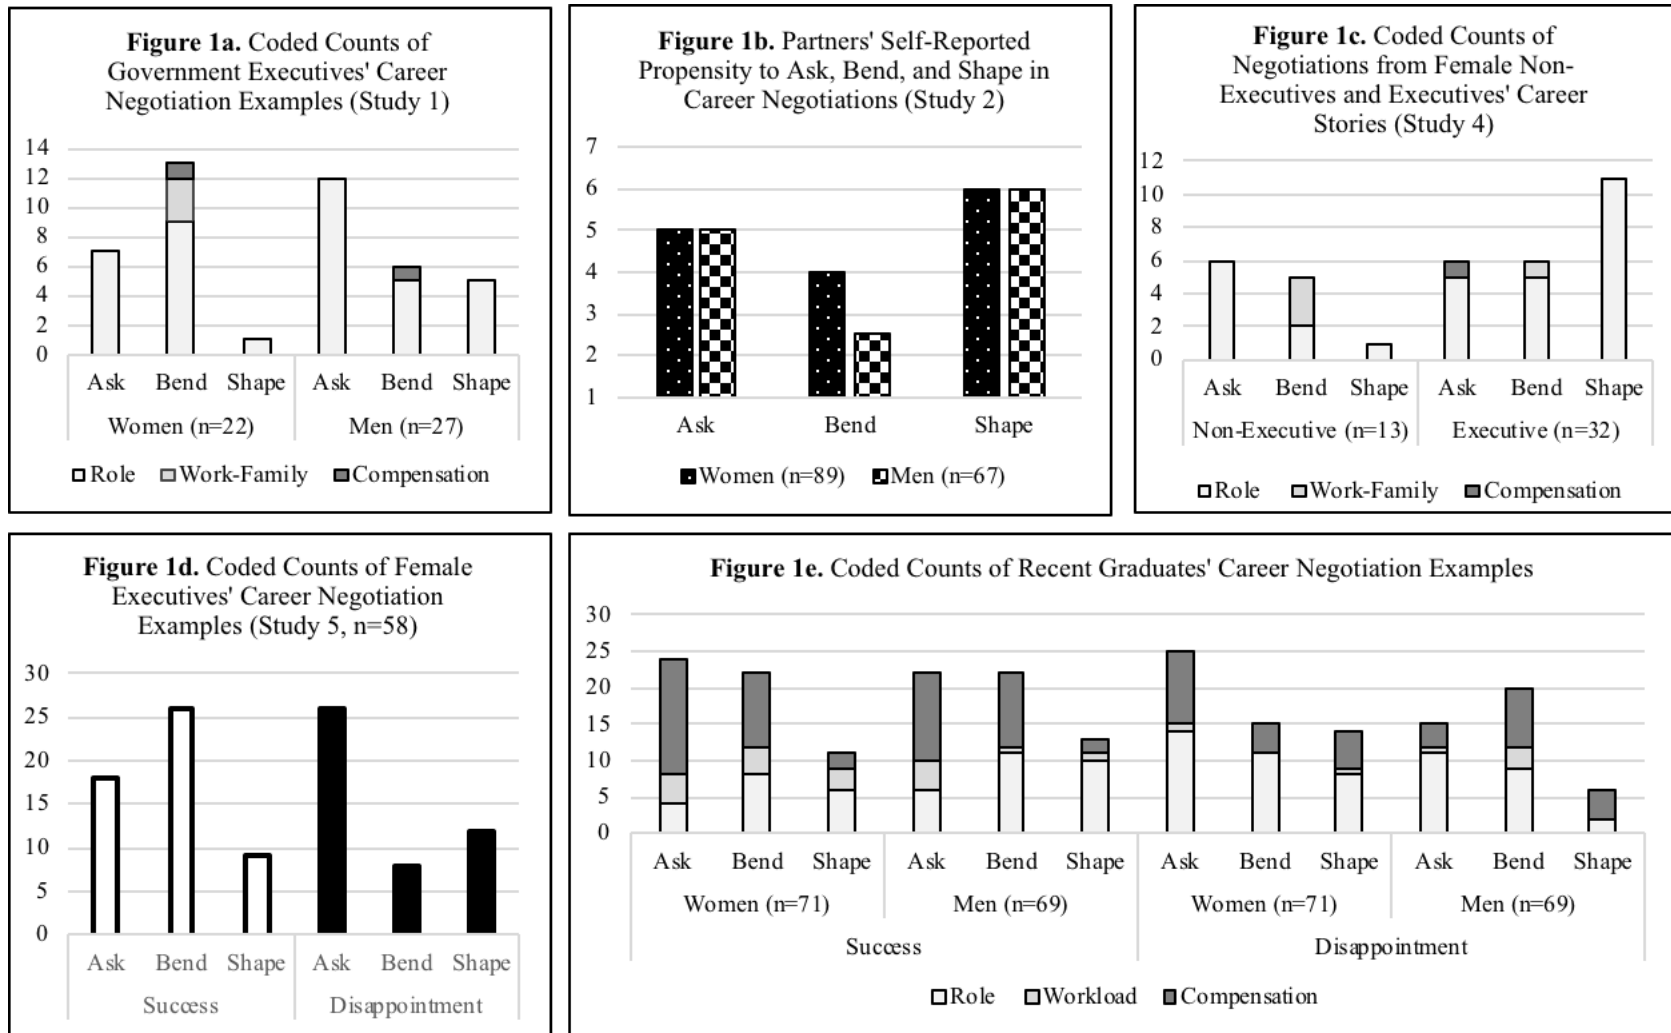 Figure 1a. Coded Counts of
Government Executives' Career
Negotiation Examples (Study 1)
14
12
10
8
6
4
2
0
Ask Bend Shape Ask Bend Shape
Women (n=22) Men (n=27)
Role Work-Family Compensation
Figure 1b. Partners' Self-Reported
Propensity to Ask, Bend, and Shape in
Career Negotiations (Study 2)
7
6
5
4
3
2
1
Ask Bend Shape
Women (n=89) Men (n=67)
Figure 1c. Coded Counts of
Negotiations from Female Non-
Executives and Executives' Career
Stories (Study 4)
12
10
8
6
4
2
0
Ask Bend Shape Ask Bend Shape
Non-Executive (n=13) Executive (n=32)
Role Work-Family Compensation
Figure 1d. Coded Counts of Female
Executives' Career Negotiation
Examples (Study 5, n=58)
30
25
20
15
10
5
0
Ask Bend Shape Ask Bend Shape
Success Disappointment
Figure 1e. Coded Counts of Recent Graduates' Career Negotiation Examples
30
25
20
15
10
5
0
Ask Bend Shape Ask Bend Shape Ask Bend Shape Ask Bend Shape
Women (n=71) Men (n=69) Women (n=71) Men (n=69)
Success Disappointment
Role Workload Compensation